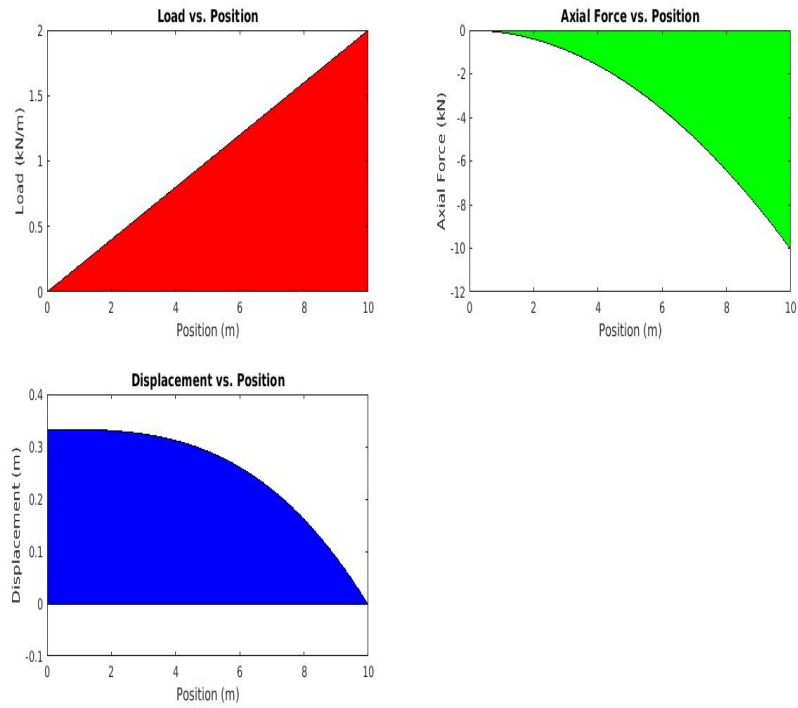 Load vs. Position
2
1.5
1
0.5
0
Load (kN/m)
0 2 4 6 8 10
Position (m)
Axial Force vs. Position
0
-2
-4
-6
-8
-10
-12
Axial Force (kN)
0 2 4 6 8 10
Position (m)
Displacement vs. Position
0.4
0.3
0.2
0.1
0
-0.1
Displacement (m)
0 2 4 6 8 10
Position (m)